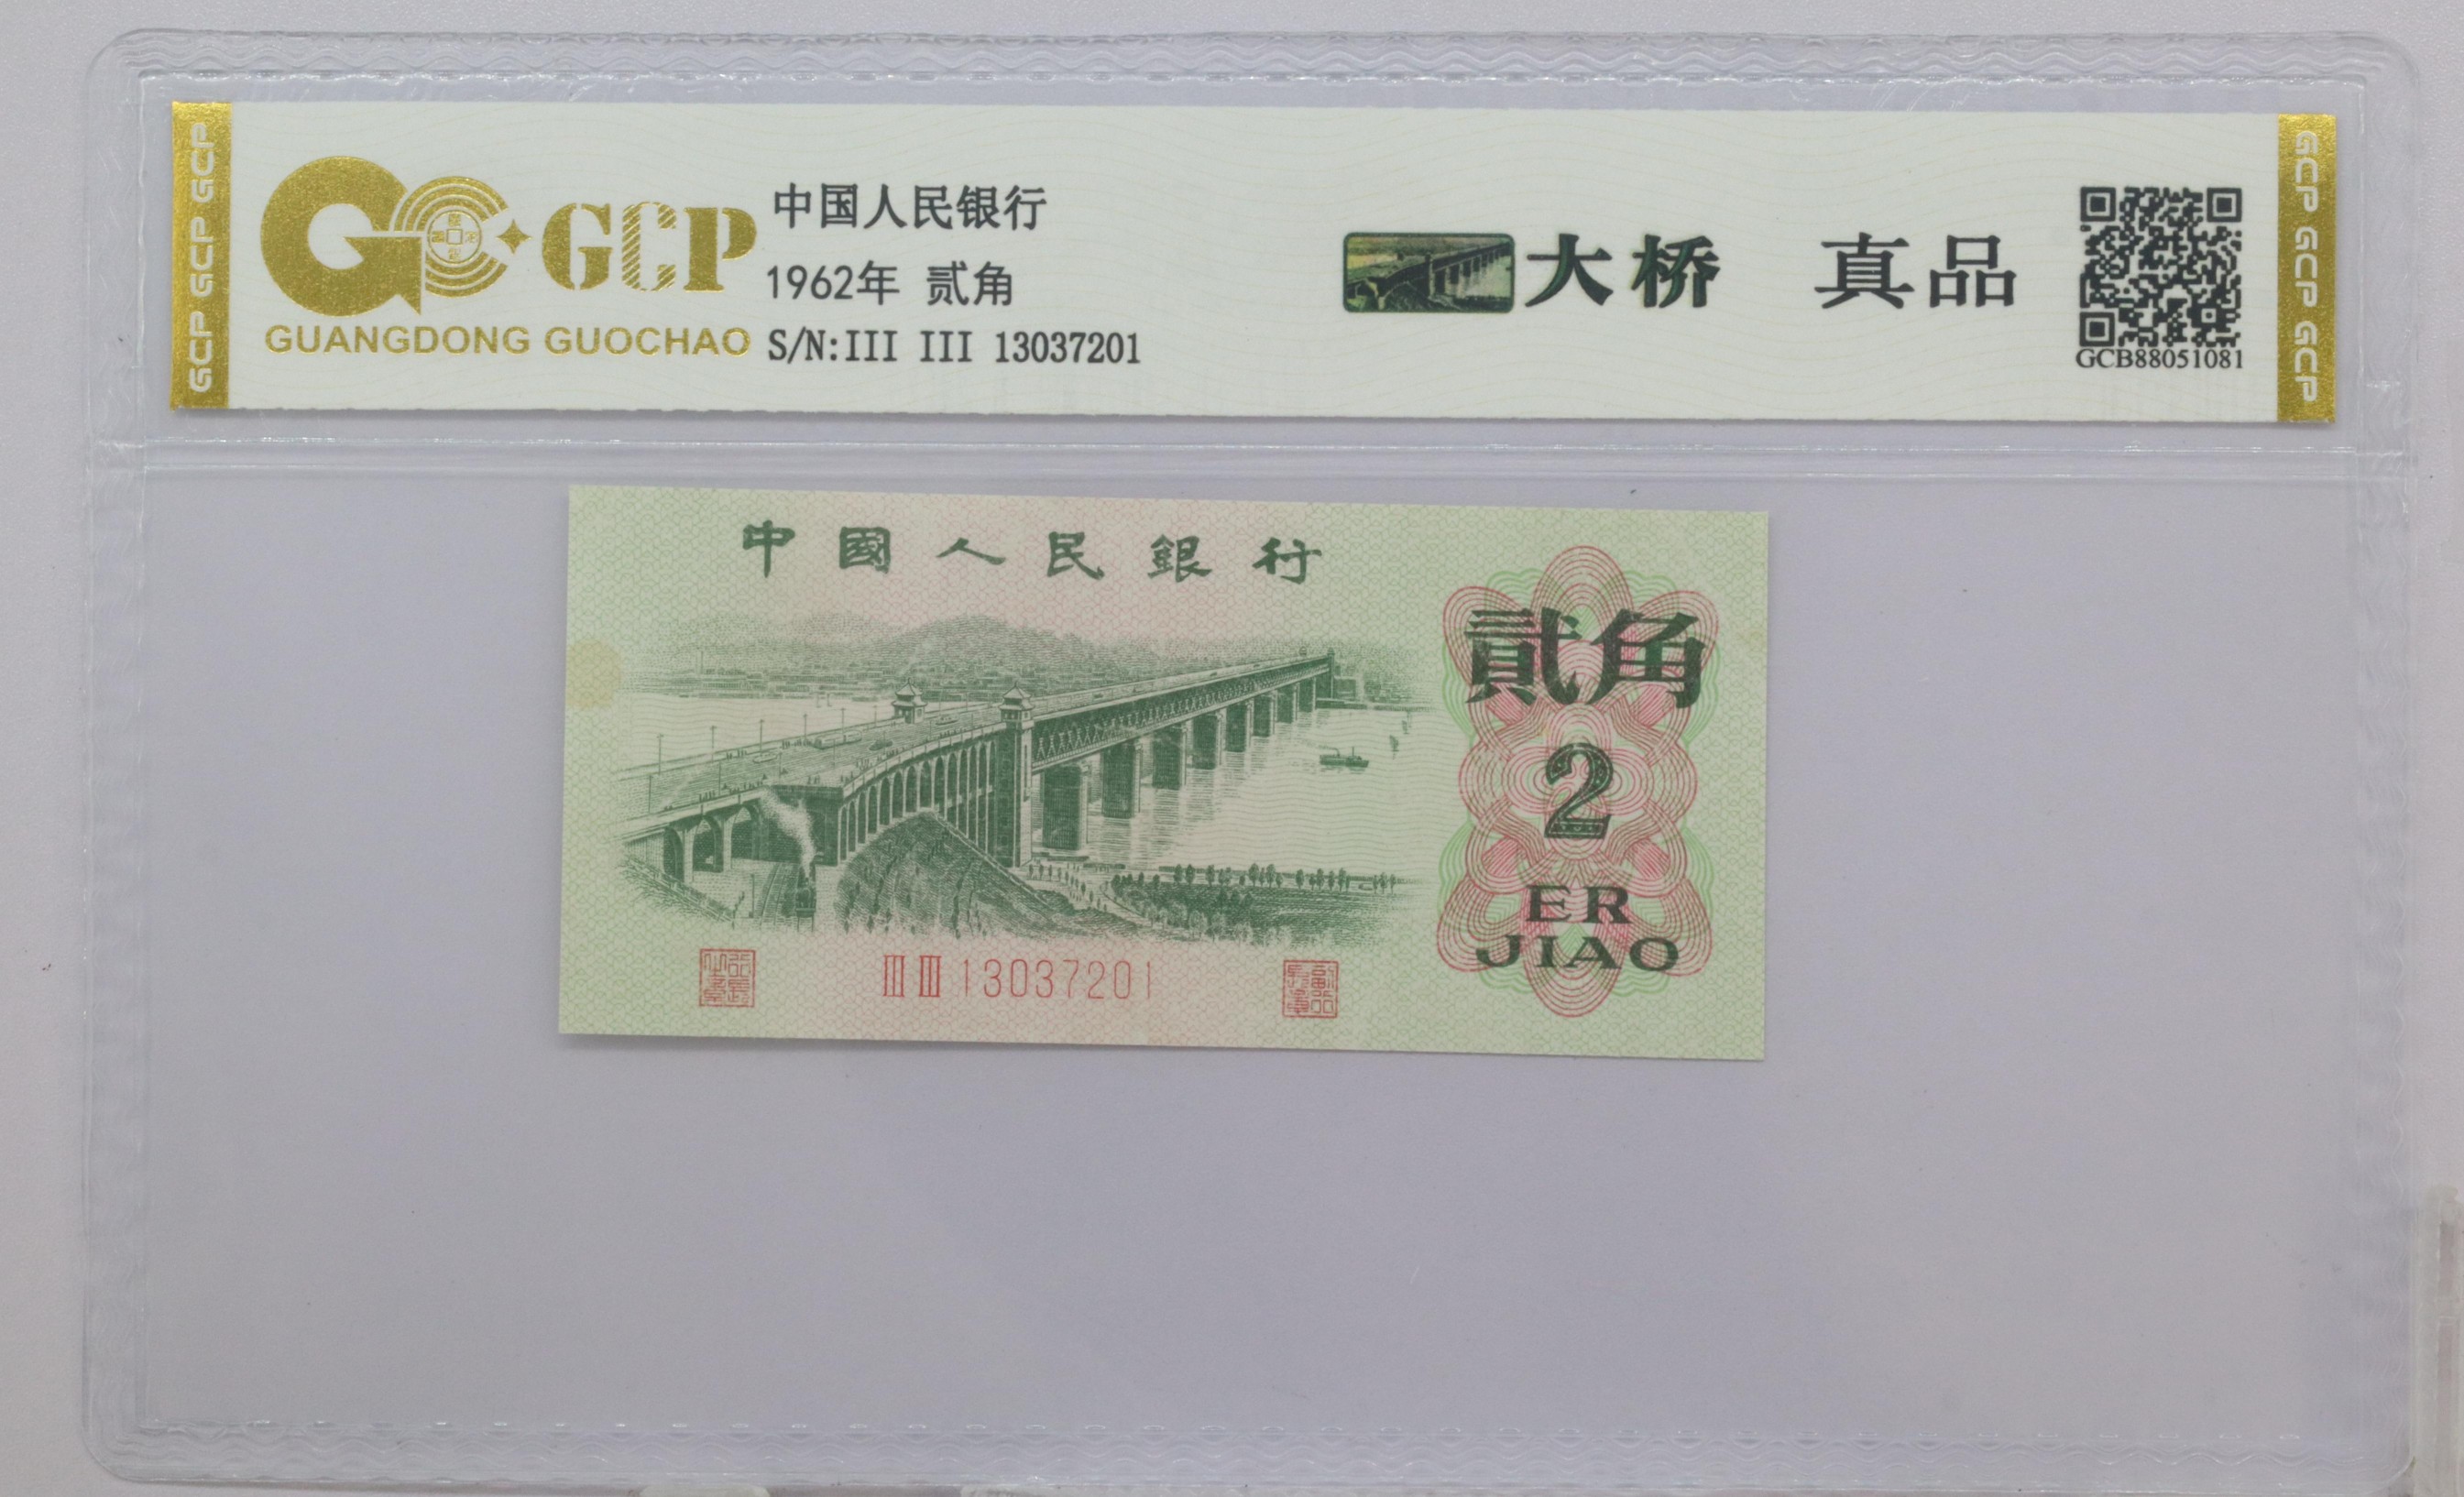 GCP GCP GCP
GCP
GUANGDONG GUOCHAO
中国人民银行
1962年 贰角
S/N:III III 13037201
大桥 真品
GCB88051081
GCP GCP GCP
中國人民銀行
貳角
2
ER
JIAO
III III 13037201